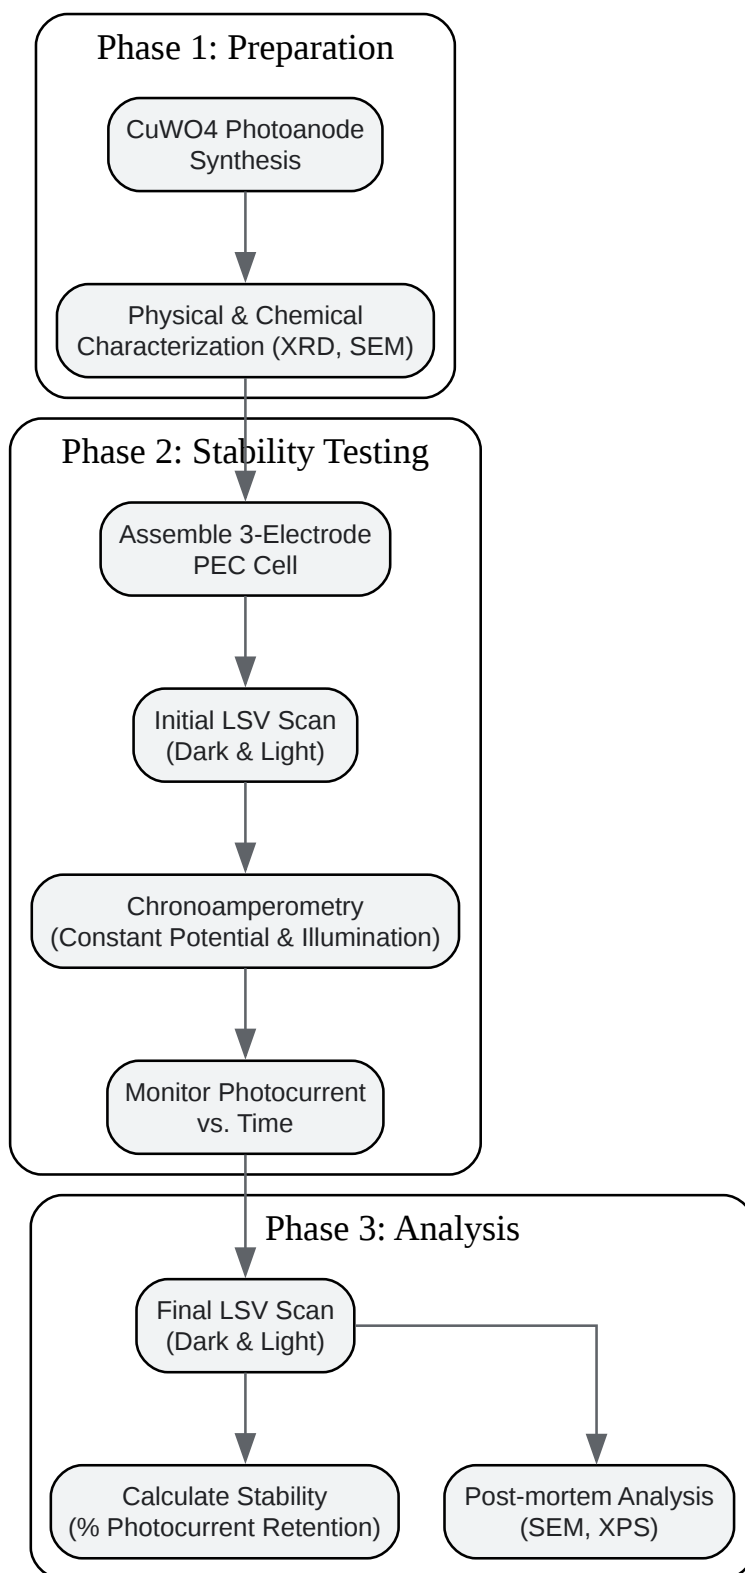 Phase 1: Preparation
CuWO4 Photoanode
Synthesis
Physical & Chemical
Characterization (XRD, SEM)
Phase 2: Stability Testing
Assemble 3-Electrode
PEC Cell
Initial LSV Scan
(Dark & Light)
Chronoamperometry
(Constant Potential & Illumination)
Monitor Photocurrent
vs. Time
Phase 3: Analysis
Final LSV Scan
(Dark & Light)
Calculate Stability
(% Photocurrent Retention)
Post-mortem Analysis
(SEM, XPS)